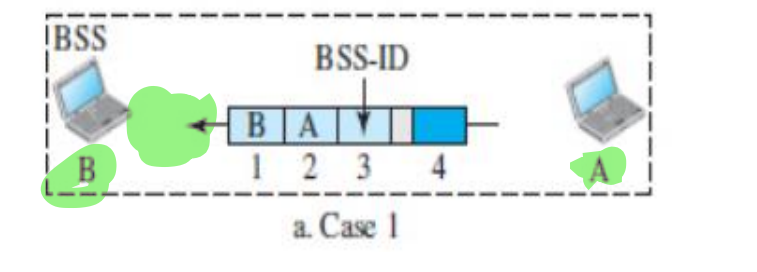 BSS
BSS-ID
B A
B 1 2 3 4 A
a. Case 1